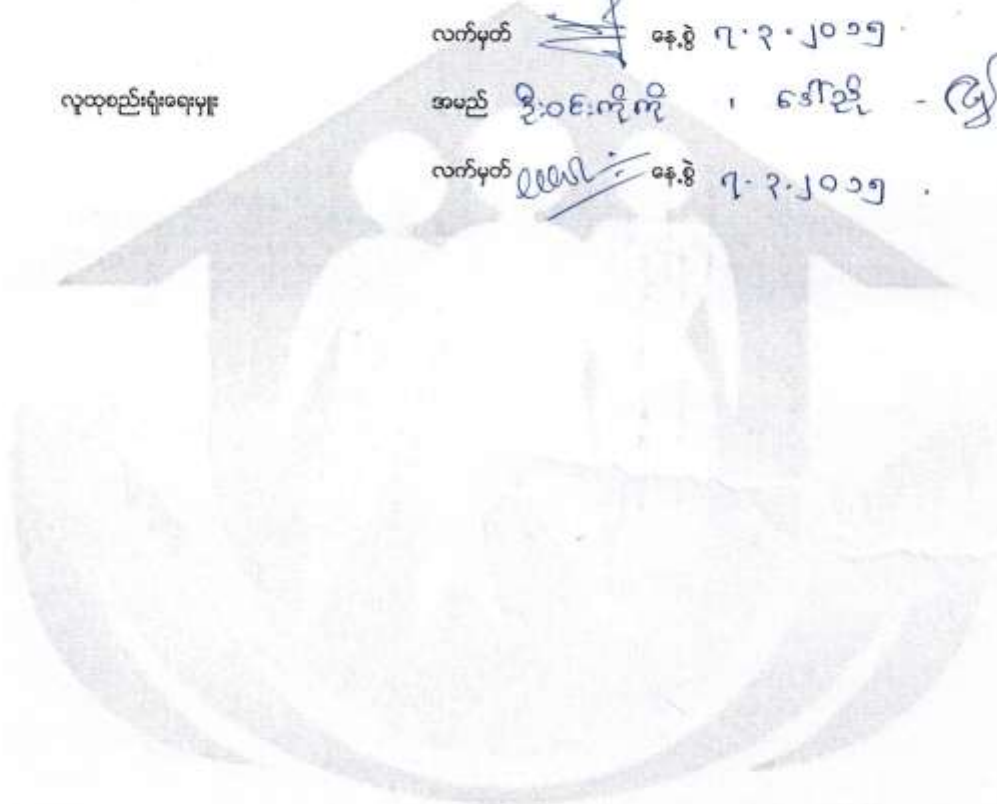 လက်မှတ် နေ့စွဲ ၇.၃.၂၀၁၅.
လူထုစည်းရုံးရေးမှူး အမည် ဦးဝင်းကိုကို ၊ ဒေါ်ညို -
လက်မှတ် နေ့စွဲ ၇.၃.၂၀၁၅.